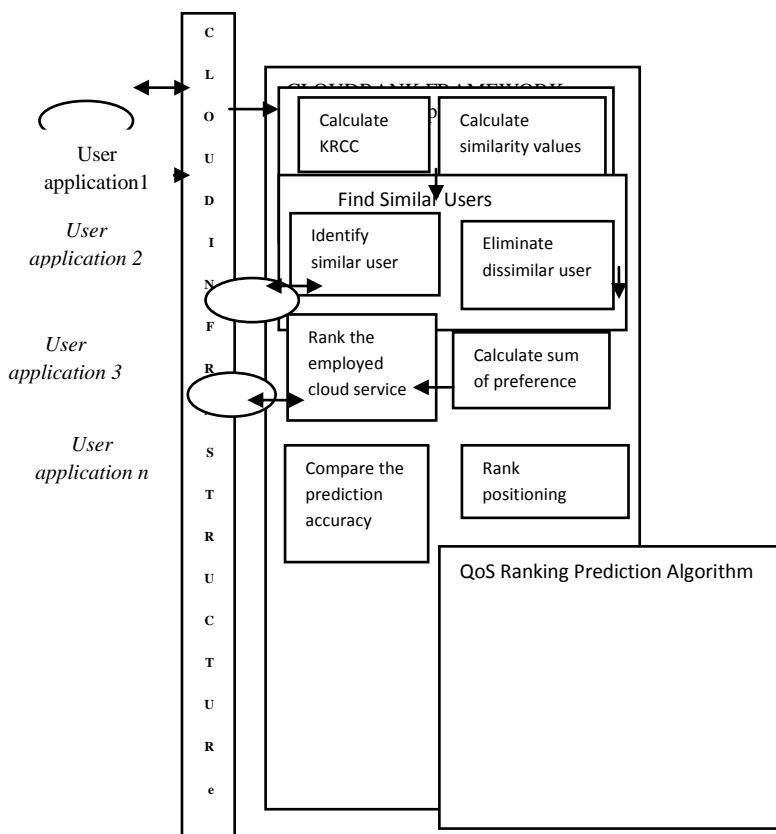 C L O U D I N F R S T R U C T U R e
User
application1
User
application 2
User
application 3
User
application n
CLOUDRANK FRAMEWORK
Calculate
KRCC
Calculate
similarity values
Find Similar Users
Identify
similar user
Eliminate
dissimilar user
Rank the
employed
cloud service
Calculate sum
of preference
Compare the
prediction
accuracy
Rank
positioning
QoS Ranking Prediction Algorithm